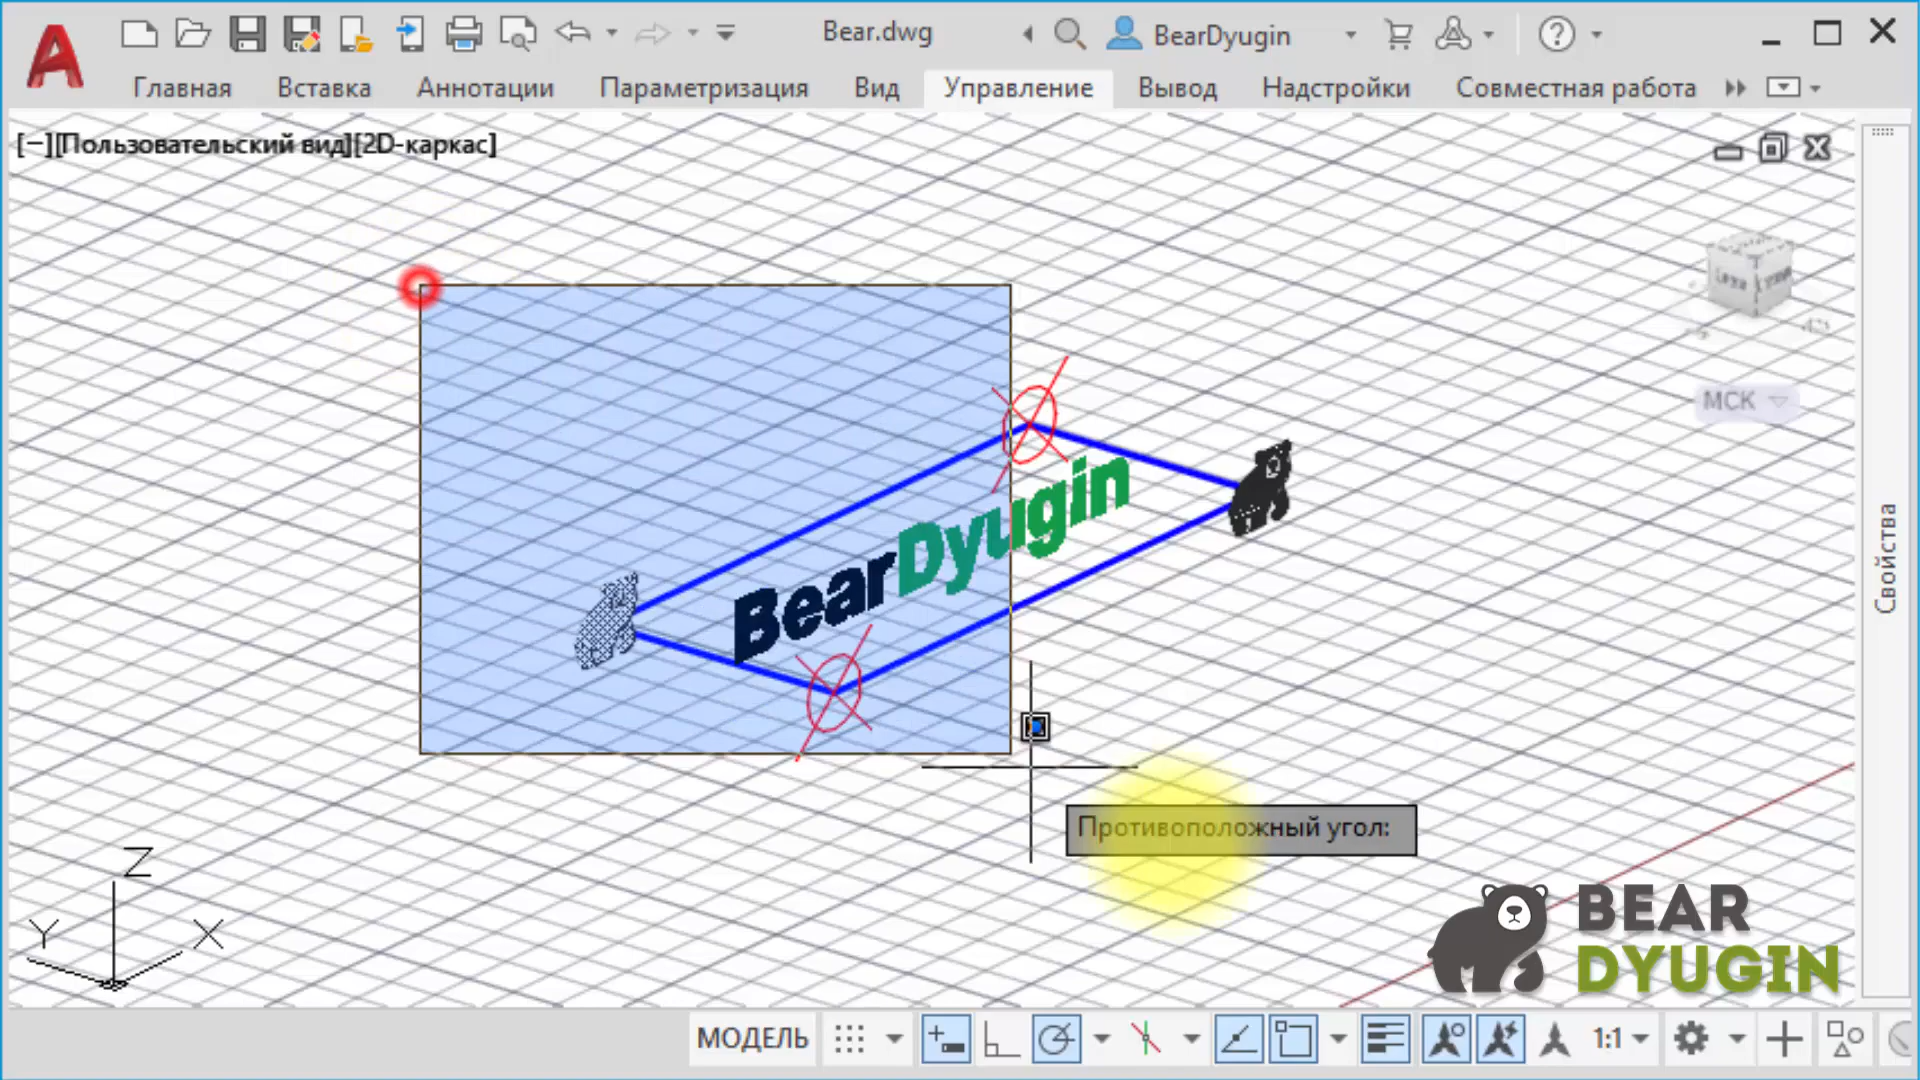 Bear.dwg
BearDyugin
Главная Вставка Аннотации Параметризация Вид Управление Вывод Надстройки Совместная работа
[−][Пользовательский вид][2D-каркас]
МСК
Свойства
BearDyugin
Противоположный угол:
Z
Y
X
BEAR
DYUGIN
МОДЕЛЬ
1:1